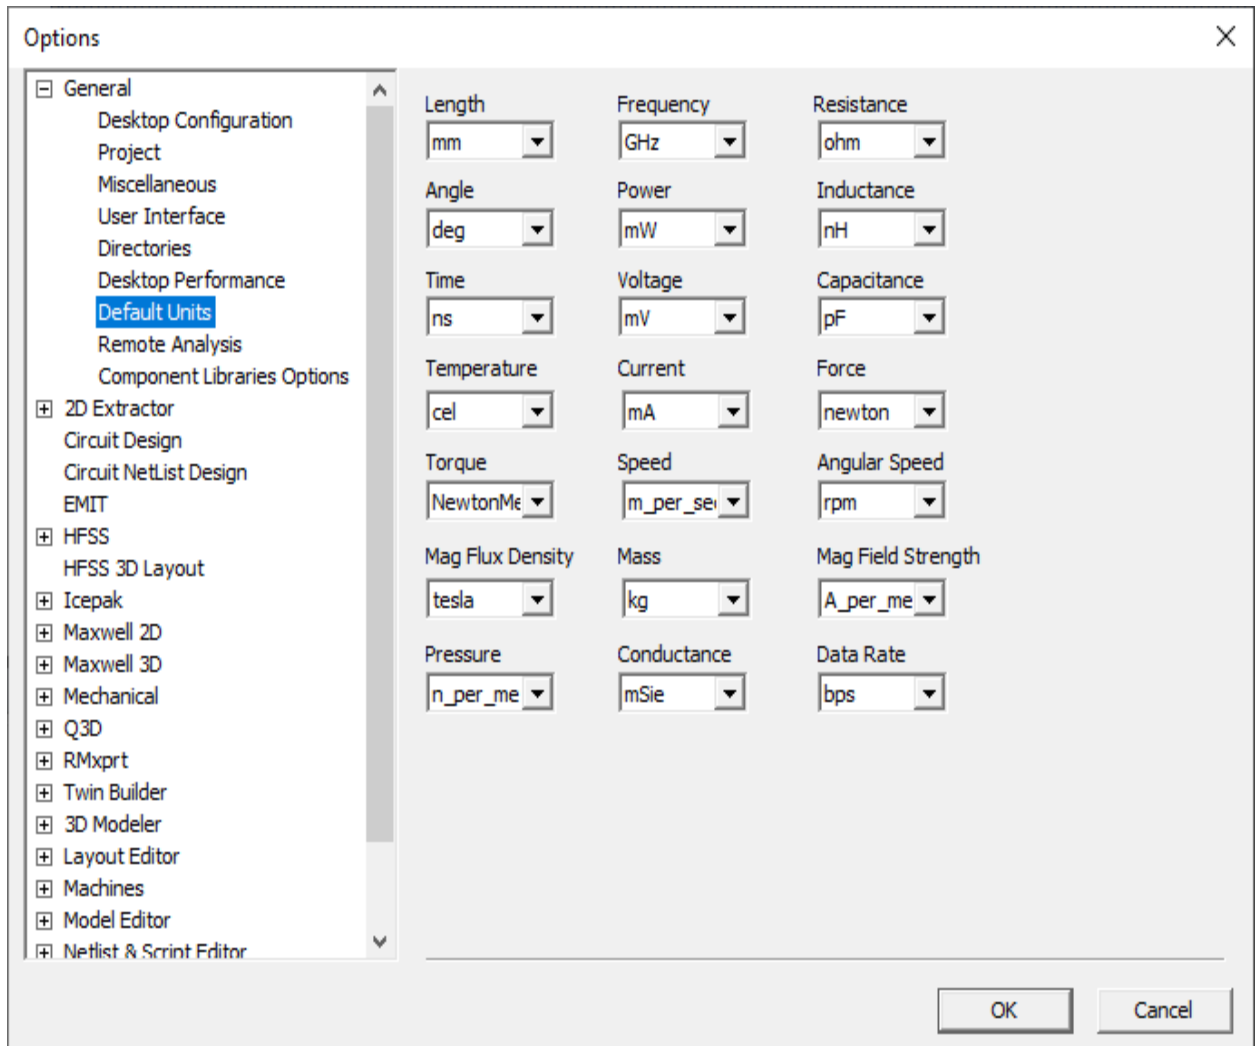 Options
General
Desktop Configuration
Project
Miscellaneous
User Interface
Directories
Desktop Performance
Default Units
Remote Analysis
Component Libraries Options
2D Extractor
Circuit Design
Circuit NetList Design
EMIT
HFSS
HFSS 3D Layout
Icepak
Maxwell 2D
Maxwell 3D
Mechanical
Q3D
RMxprt
Twin Builder
3D Modeler
Layout Editor
Machines
Model Editor
Netlist & Script Editor
Length Frequency Resistance
mm GHz ohm
Angle Power Inductance
deg mW nH
Time Voltage Capacitance
ns mV pF
Temperature Current Force
cel mA newton
Torque Speed Angular Speed
NewtonMe m_per_se rpm
Mag Flux Density Mass Mag Field Strength
tesla kg A_per_me
Pressure Conductance Data Rate
n_per_me mSie bps
OK Cancel